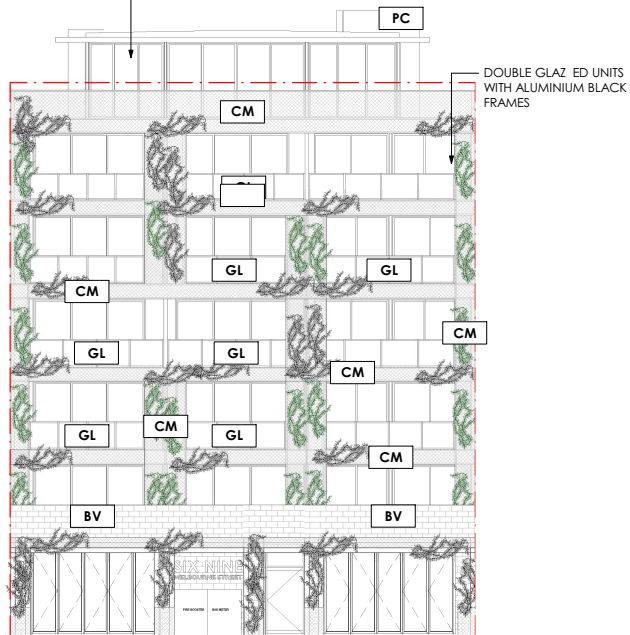 PC
DOUBLE GLAZ ED UNITS
WITH ALUMINIUM BLACK
FRAMES
CM
GL
GL
CM
CM
GL
GL
CM
CM
GL
GL
CM
BV
BV
SIX-NINE
MELBOURNE STREET
FIRE BOOSTER